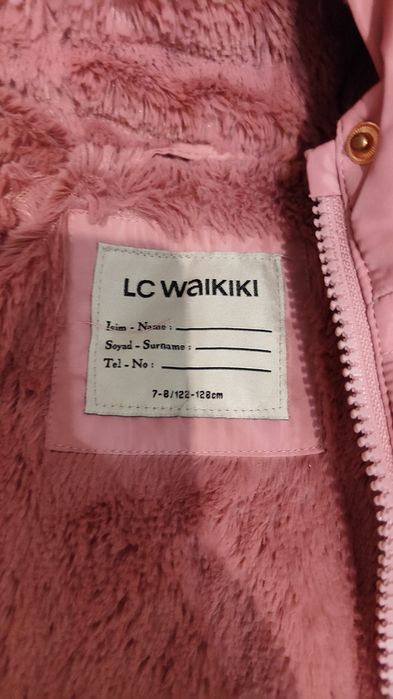 LC WAIKIKI
İsim - Name :
Soyad - Surname :
Tel - No :
7-8/122-128cm